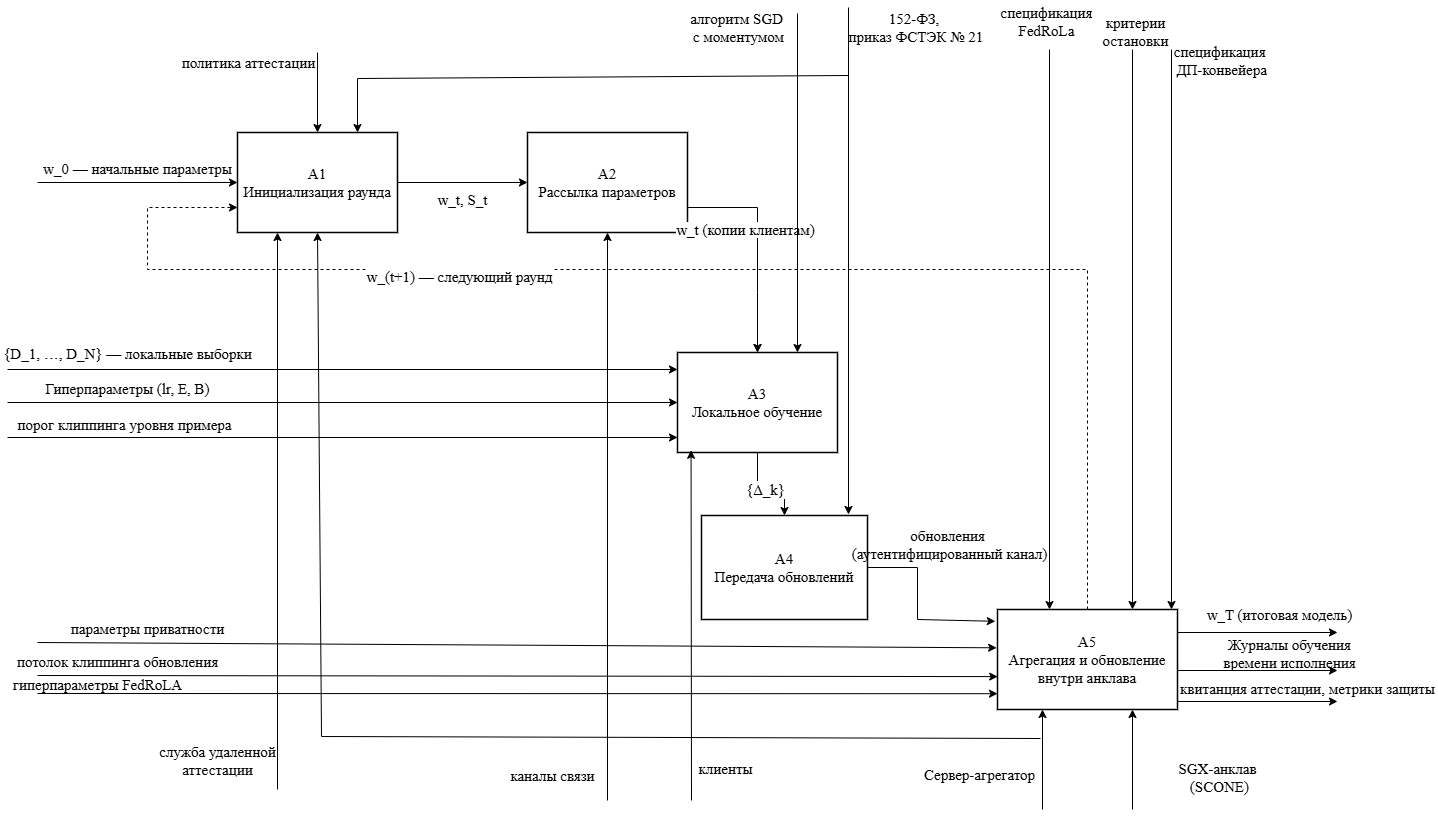 алгоритм SGD
с моментумом
152-ФЗ,
приказ ФСТЭК № 21
спецификация
FedRoLa
критерии
остановки
спецификация
ДП-конвейера
политика аттестации
w_0 — начальные параметры
A1
Инициализация раунда
w_t, S_t
A2
Рассылка параметров
w_t (копии клиентам)
w_(t+1) — следующий раунд
{D_1, …, D_N} — локальные выборки
Гиперпараметры (lr, E, B)
порог клиппинга уровня примера
A3
Локальное обучение
{Δ_k}
A4
Передача обновлений
обновления
(аутентифицированный канал)
параметры приватности
потолок клиппинга обновления
гиперпараметры FedRoLA
A5
Агрегация и обновление
внутри анклава
w_T (итоговая модель)
Журналы обучения
времени исполнения
квитанция аттестации, метрики защиты
служба удаленной
аттестации
каналы связи
клиенты
Сервер-агрегатор
SGX-анклав
(SCONE)